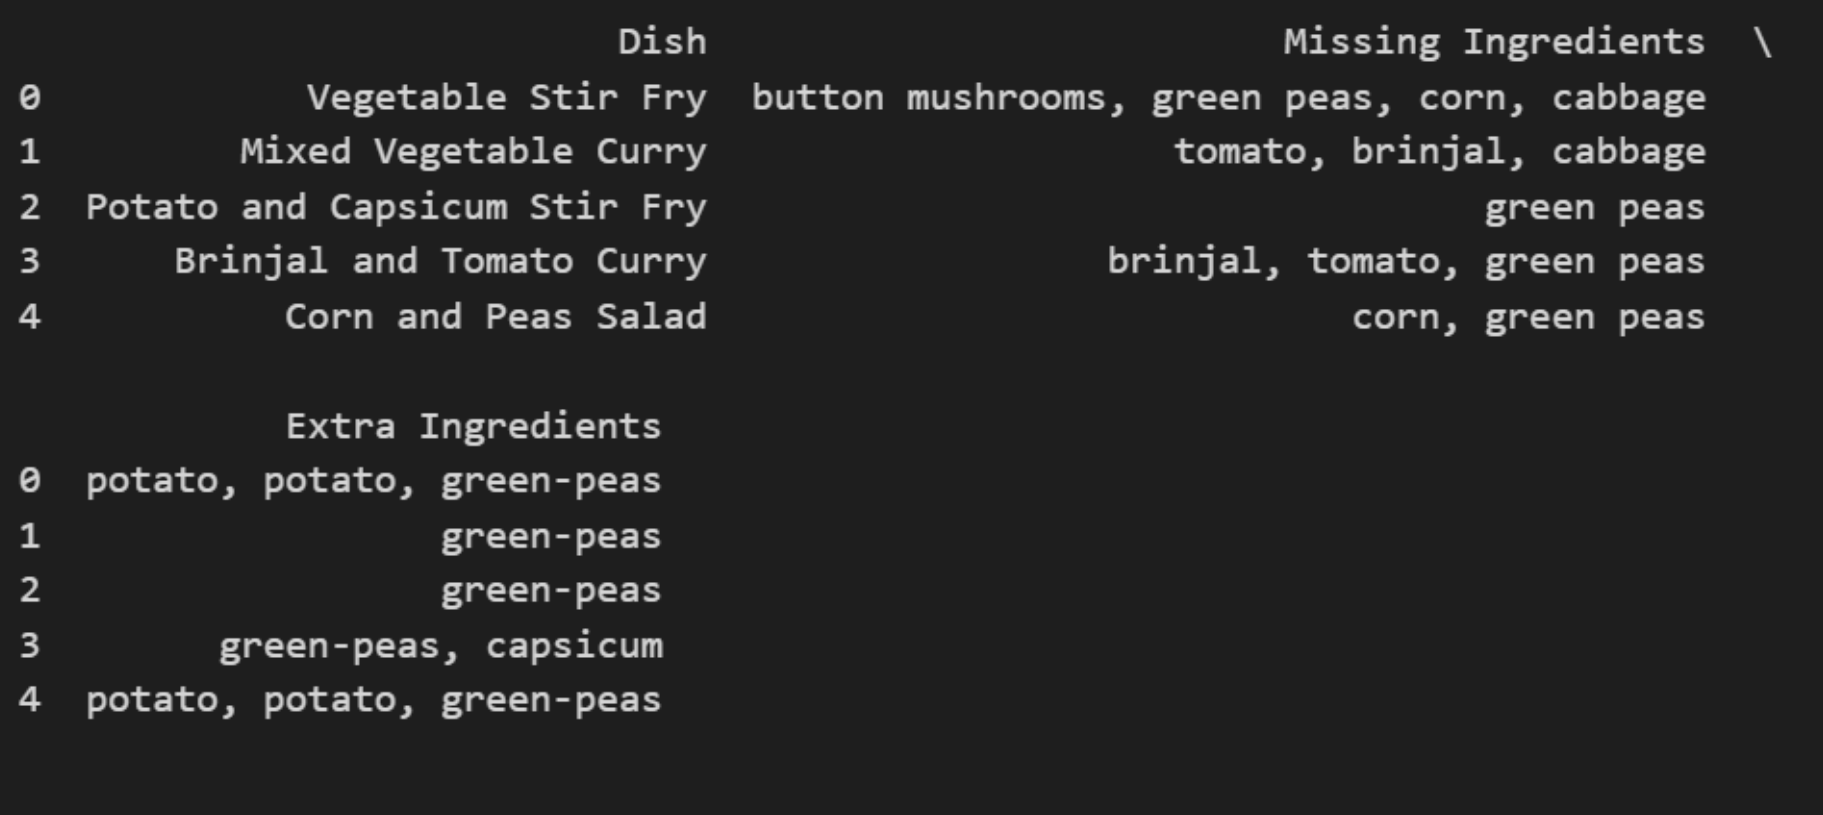 Dish Missing Ingredients \
0 Vegetable Stir Fry button mushrooms, green peas, corn, cabbage
1 Mixed Vegetable Curry tomato, brinjal, cabbage
2 Potato and Capsicum Stir Fry green peas
3 Brinjal and Tomato Curry brinjal, tomato, green peas
4 Corn and Peas Salad corn, green peas
Extra Ingredients
0 potato, potato, green-peas
1 green-peas
2 green-peas
3 green-peas, capsicum
4 potato, potato, green-peas